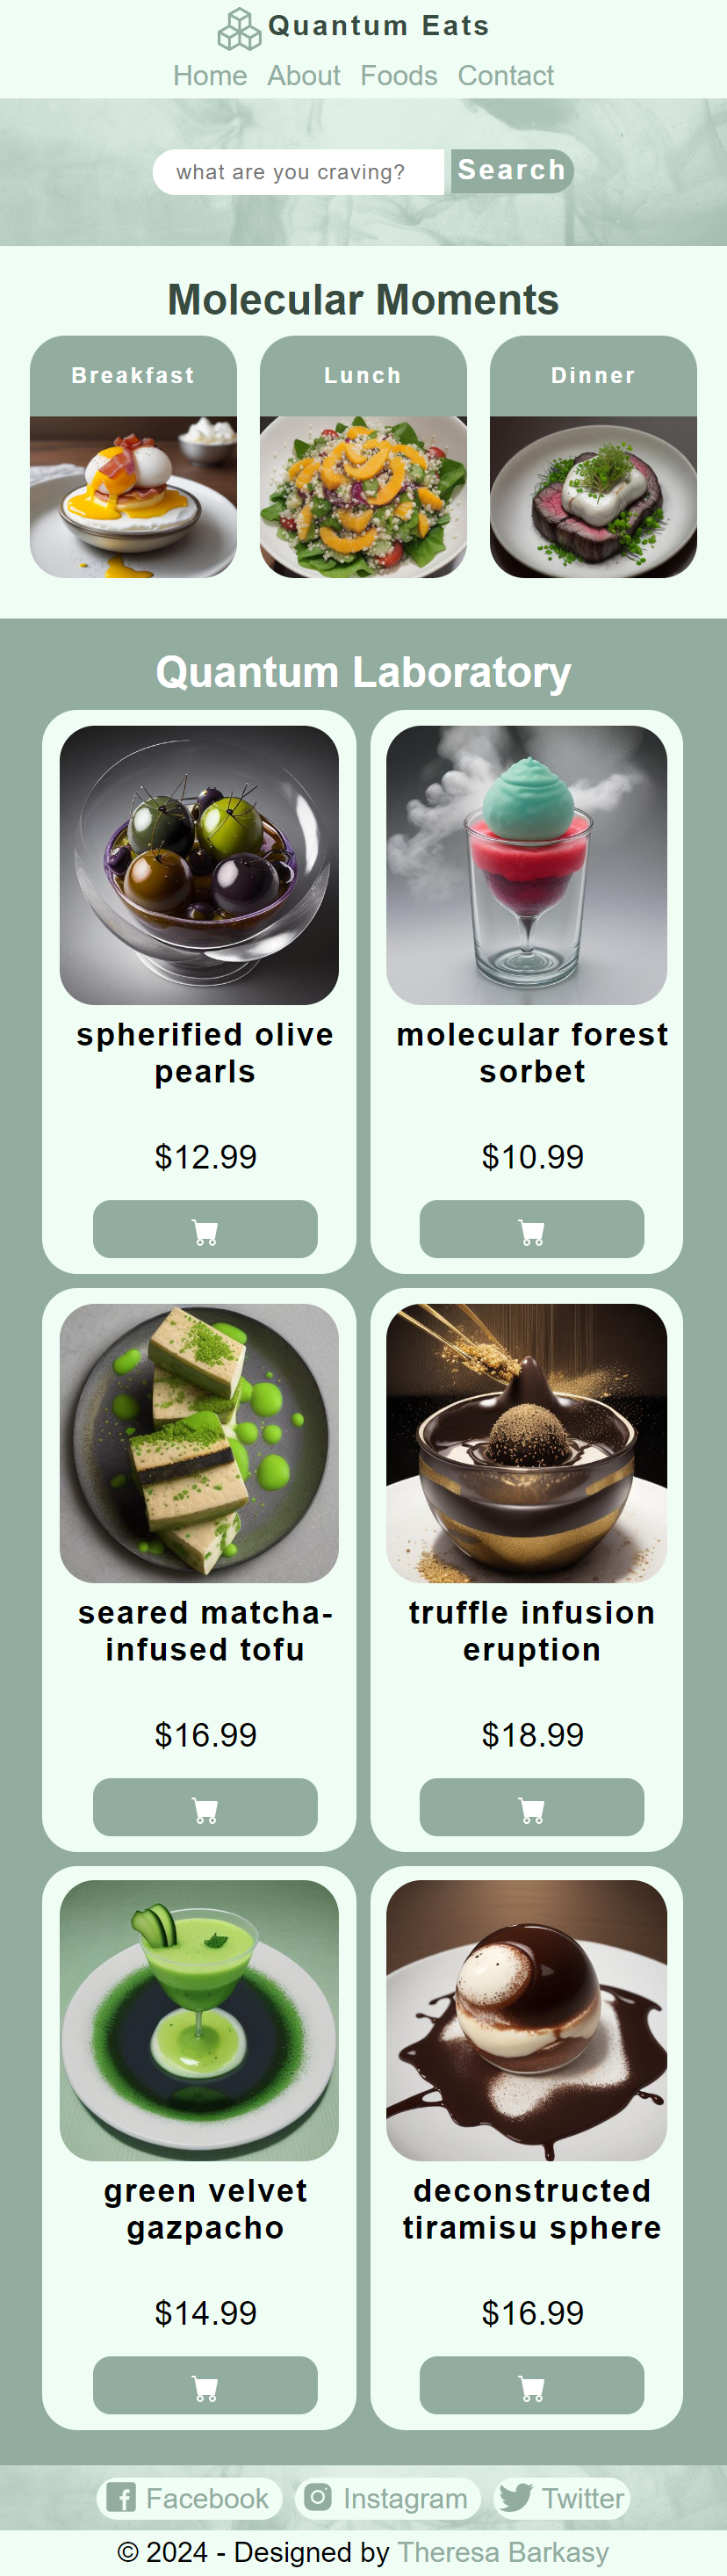 Quantum Eats
Home About Foods Contact
what are you craving? Search
Molecular Moments
Breakfast Lunch Dinner
Quantum Laboratory
spherified olive
pearls
$12.99
molecular forest
sorbet
$10.99
seared matcha-
infused tofu
$16.99
truffle infusion
eruption
$18.99
green velvet
gazpacho
$14.99
deconstructed
tiramisu sphere
$16.99
Facebook Instagram Twitter
© 2024 - Designed by Theresa Barkasy